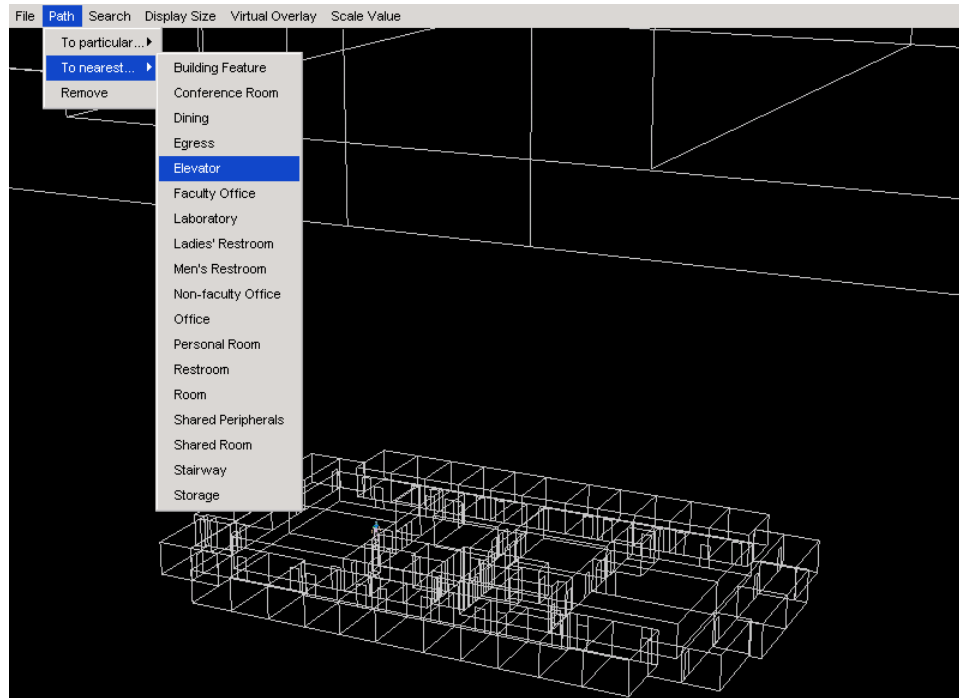 File Path Search Display Size Virtual Overlay Scale Value
To particular...
To nearest...
Remove
Building Feature
Conference Room
Dining
Egress
Elevator
Faculty Office
Laboratory
Ladies' Restroom
Men's Restroom
Non-faculty Office
Office
Personal Room
Restroom
Room
Shared Peripherals
Shared Room
Stairway
Storage